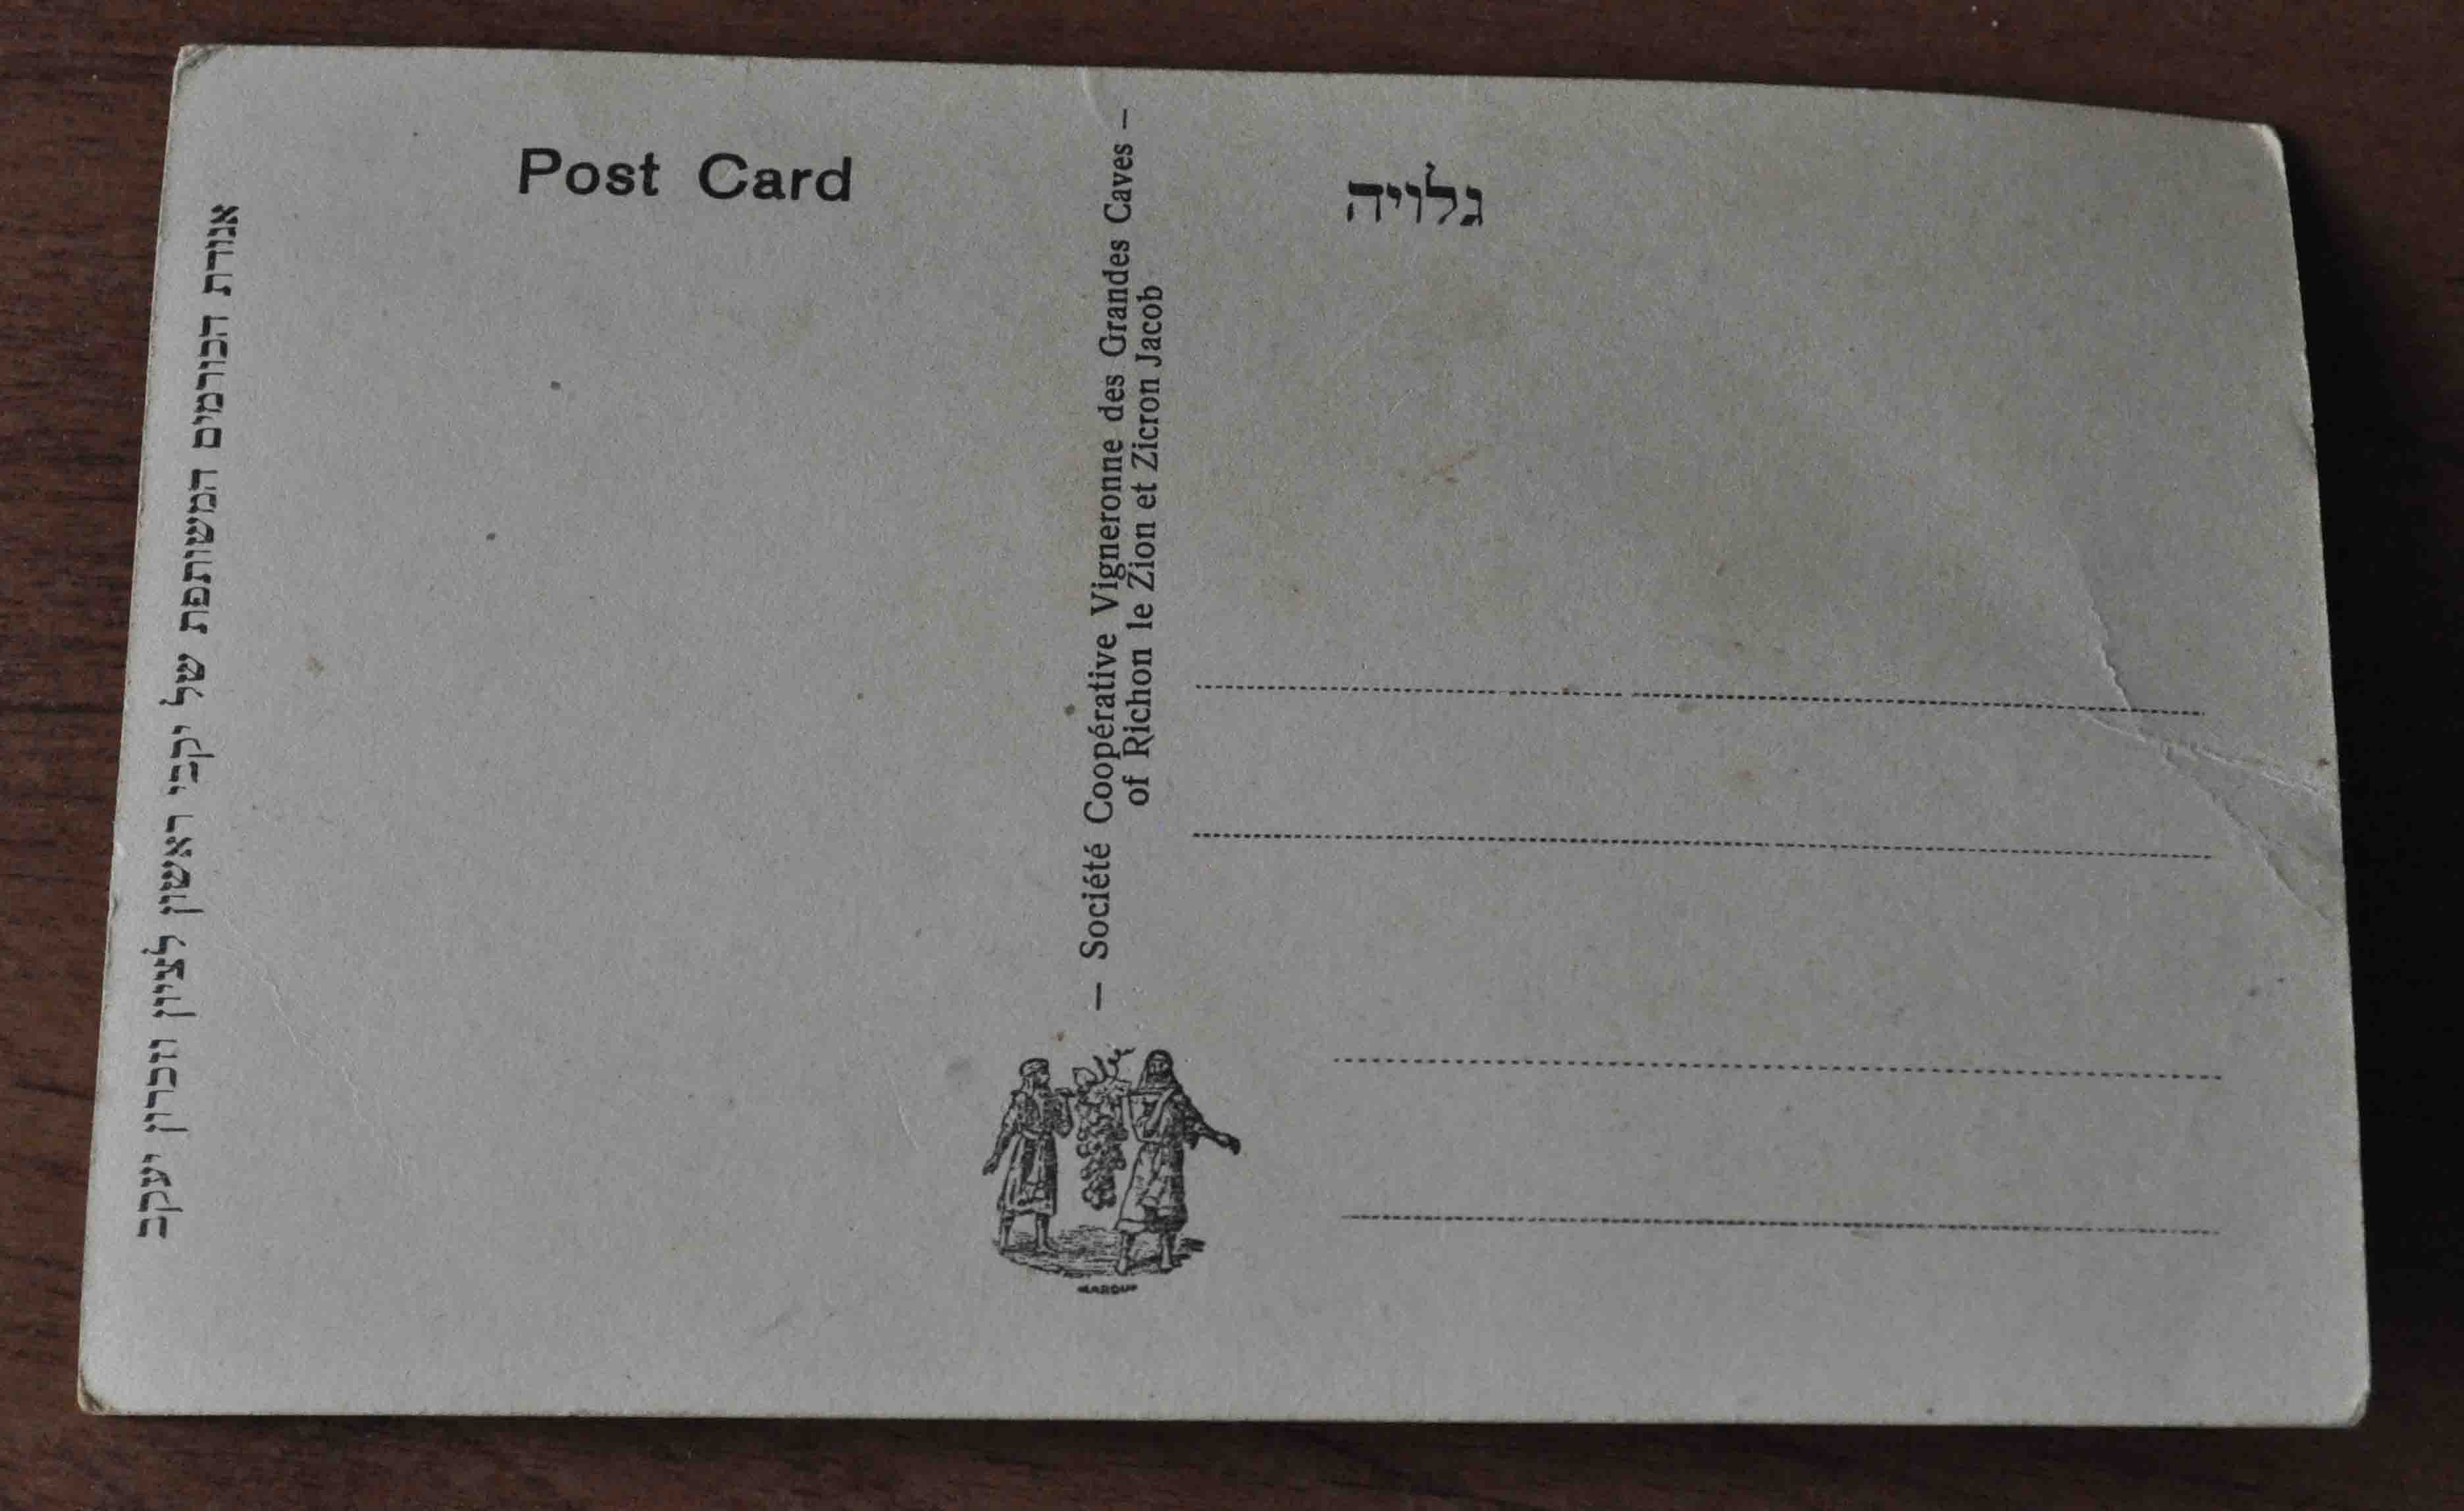 Post Card
גלויה
אגודת הכורמים המשותפת של יקבי ראשון לציון וזכרון יעקב
— Société Coopérative Vigneronne des Grandes Caves —
of Richon le Zion et Zicron Jacob